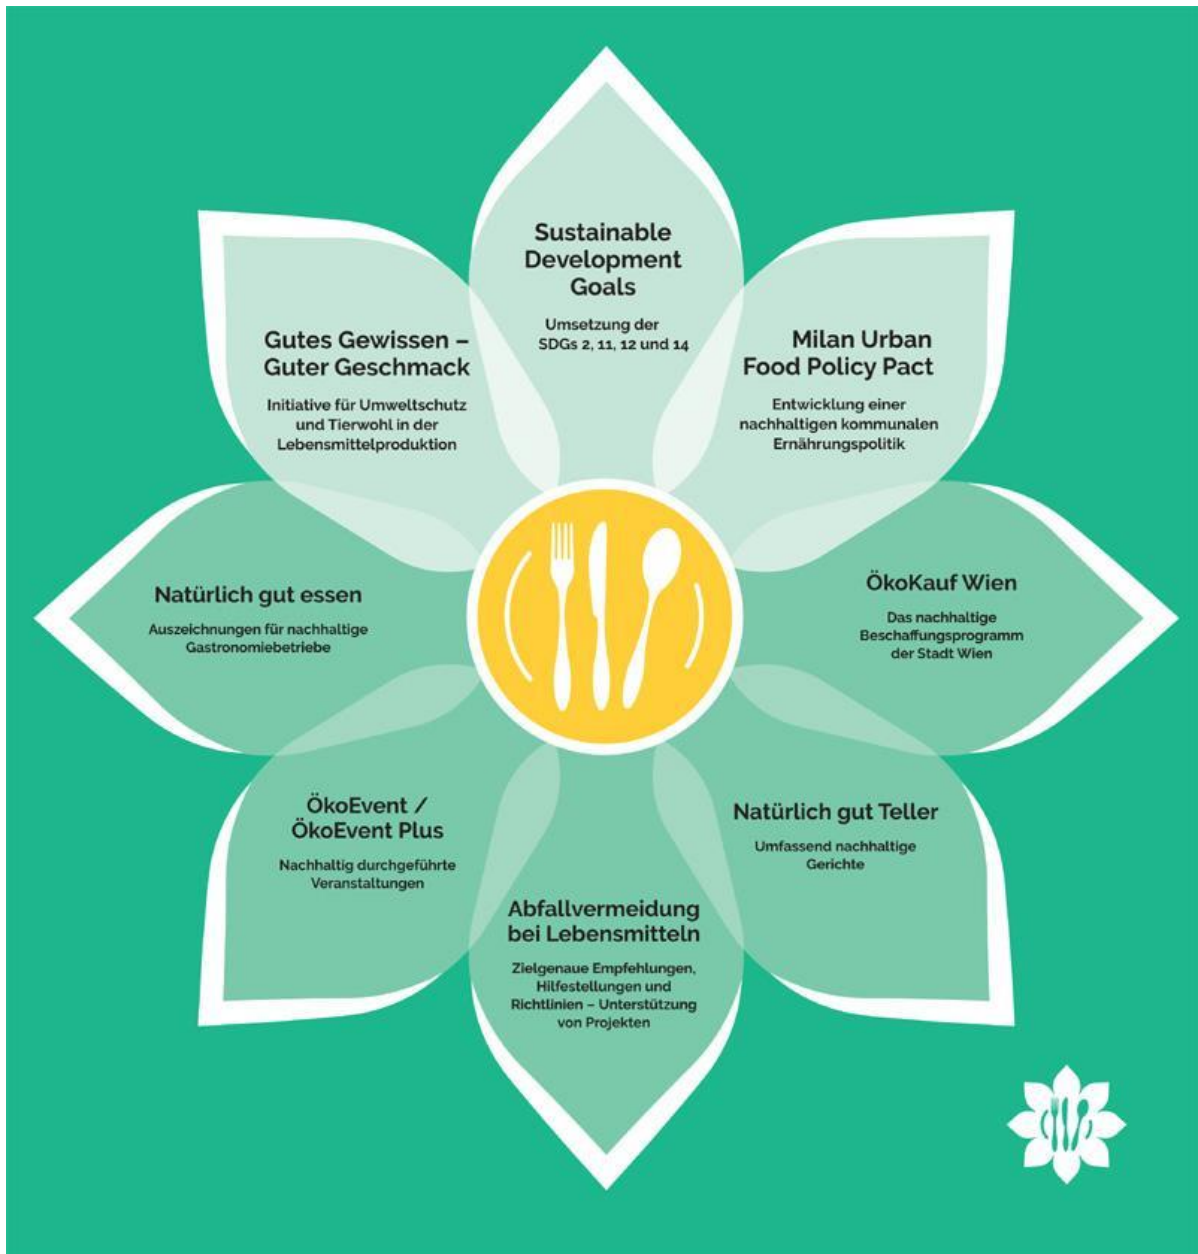 Sustainable
Development
Goals
Umsetzung der
SDGs 2, 11, 12 und 14
Gutes Gewissen –
Guter Geschmack
Initiative für Umweltschutz
und Tierwohl in der
Lebensmittelproduktion
Milan Urban
Food Policy Pact
Entwicklung einer
nachhaltigen kommunalen
Ernährungspolitik
Natürlich gut essen
Auszeichnungen für nachhaltige
Gastronomiebetriebe
ÖkoKauf Wien
Das nachhaltige
Beschaffungsprogramm
der Stadt Wien
ÖkoEvent /
ÖkoEvent Plus
Nachhaltig durchgeführte
Veranstaltungen
Natürlich gut Teller
Umfassend nachhaltige
Gerichte
Abfallvermeidung
bei Lebensmitteln
Zielgenaue Empfehlungen,
Hilfestellungen und
Richtlinien – Unterstützung
von Projekten